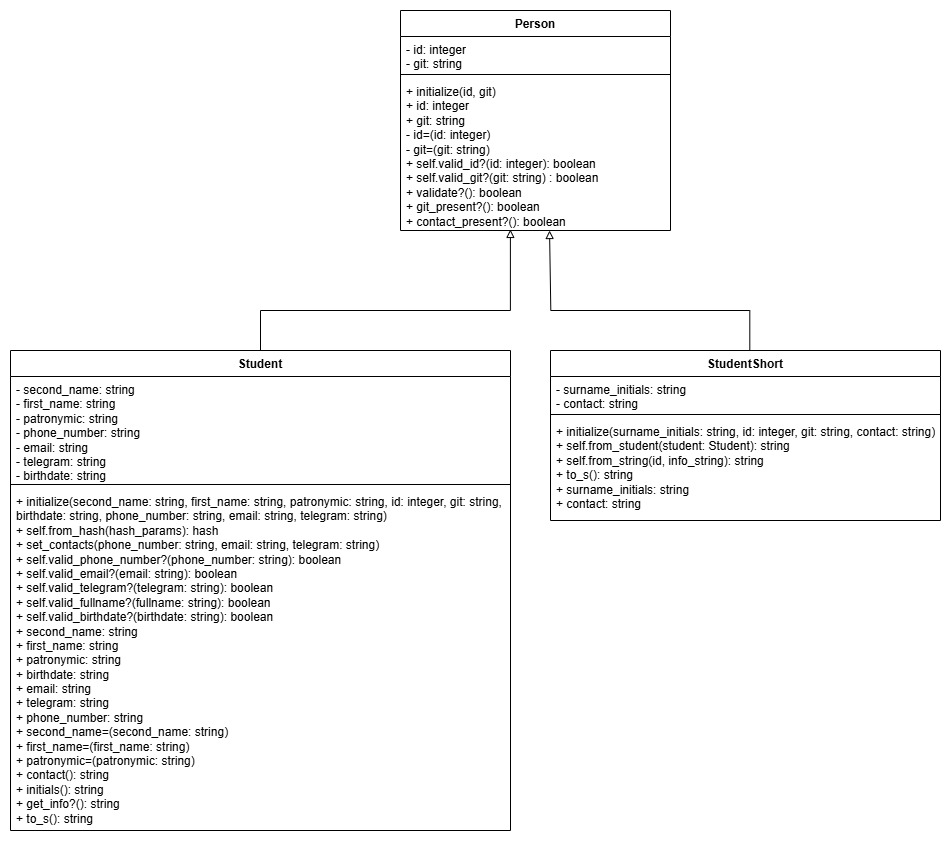 Person
- id: integer
- git: string
+ initialize(id, git)
+ id: integer
+ git: string
- id=(id: integer)
- git=(git: string)
+ self.valid_id?(id: integer): boolean
+ self.valid_git?(git: string) : boolean
+ validate?(): boolean
+ git_present?(): boolean
+ contact_present?(): boolean
Student
- second_name: string
- first_name: string
- patronymic: string
- phone_number: string
- email: string
- telegram: string
- birthdate: string
+ initialize(second_name: string, first_name: string, patronymic: string, id: integer, git: string,
birthdate: string, phone_number: string, email: string, telegram: string)
+ self.from_hash(hash_params): hash
+ set_contacts(phone_number: string, email: string, telegram: string)
+ self.valid_phone_number?(phone_number: string): boolean
+ self.valid_email?(email: string): boolean
+ self.valid_telegram?(telegram: string): boolean
+ self.valid_fullname?(fullname: string): boolean
+ self.valid_birthdate?(birthdate: string): boolean
+ second_name: string
+ first_name: string
+ patronymic: string
+ birthdate: string
+ email: string
+ telegram: string
+ phone_number: string
+ second_name=(second_name: string)
+ first_name=(first_name: string)
+ patronymic=(patronymic: string)
+ contact(): string
+ initials(): string
+ get_info?(): string
+ to_s(): string
StudentShort
- surname_initials: string
- contact: string
+ initialize(surname_initials: string, id: integer, git: string, contact: string)
+ self.from_student(student: Student): string
+ self.from_string(id, info_string): string
+ to_s(): string
+ surname_initials: string
+ contact: string